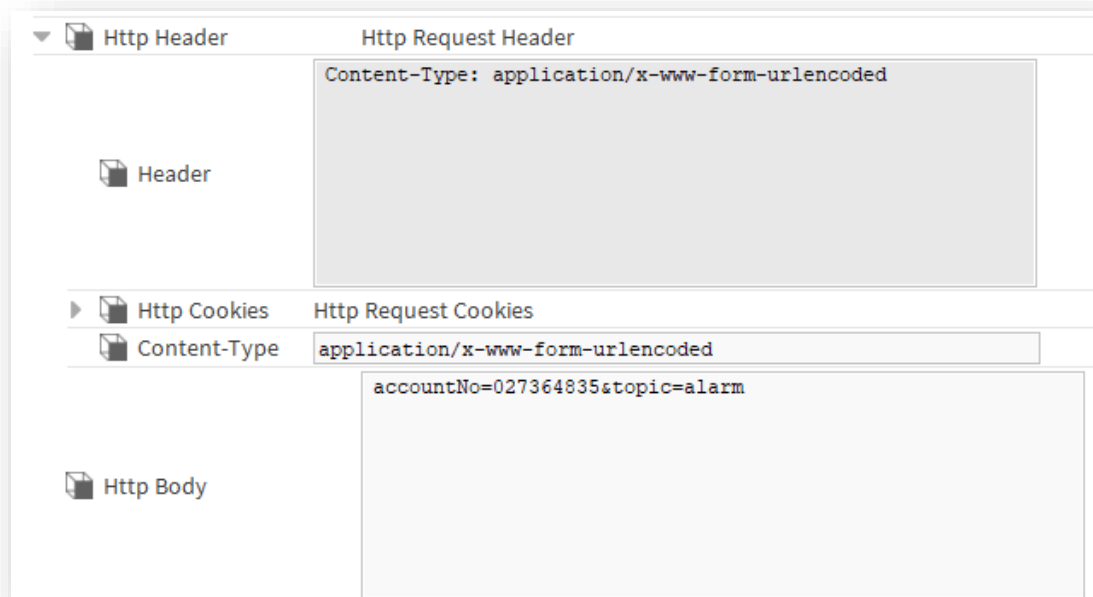 Http Header Http Request Header
Content-Type: application/x-www-form-urlencoded
Header
Http Cookies Http Request Cookies
Content-Type application/x-www-form-urlencoded
accountNo=027364835&topic=alarm
Http Body